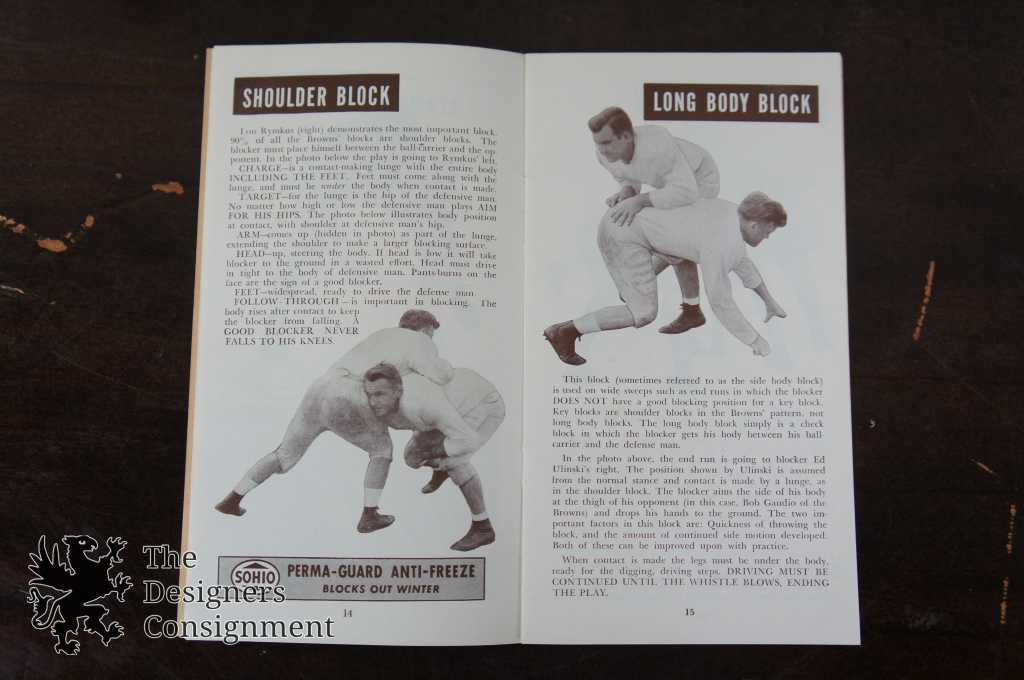 SHOULDER BLOCK
Lou Rymkus (right) demonstrates the most important block.
90% of all the Browns' blocks are shoulder blocks. The
blocker must place himself between the ball-carrier and the op-
ponent. In the photo below the play is going to Rymkus' left.
CHARGE—is a contact-making lunge with the entire body
INCLUDING THE FEET. Feet must come along with the
lunge, and must be under the body when contact is made.
TARGET—for the lunge is the hip of the defensive man.
No matter how high or low the defensive man plays AIM
FOR HIS HIPS. The photo below illustrates body position
at contact, with shoulder at defensive man's hip.
ARM—comes up (hidden in photo) as part of the lunge,
extending the shoulder to make a larger blocking surface.
HEAD—up, steering the body. If head is low it will take
blocker to the ground in a wasted effort. Head must drive
in tight to the body of defensive man. Pants-burns on the
face are the sign of a good blocker.
FEET—widespread, ready to drive the defense man.
FOLLOW-THROUGH—is important in blocking. The
body rises after contact to keep
the blocker from falling. A
GOOD BLOCKER NEVER
FALLS TO HIS KNEES.
SOHIO
PERMA-GUARD ANTI-FREEZE
BLOCKS OUT WINTER
14
LONG BODY BLOCK
This block (sometimes referred to as the side body block)
is used on wide sweeps such as end runs in which the blocker
DOES NOT have a good blocking position for a key block.
Key blocks are shoulder blocks in the Browns' pattern, not
long body blocks. The long body block simply is a check
block in which the blocker gets his body between his ball-
carrier and the defense man.
In the photo above, the end run is going to blocker Ed
Ulinski's right. The position shown by Ulinski is assumed
from the normal stance and contact is made by a lunge, as
in the shoulder block. The blocker aims the side of his body
at the thigh of his opponent (in this case, Bob Gaudio of the
Browns) and drops his hands to the ground. The two im-
portant factors in this block are: Quickness of throwing the
block, and the amount of continued side motion developed.
Both of these can be improved upon with practice.
When contact is made the legs must be under the body,
ready for the digging, driving steps. DRIVING MUST BE
CONTINUED UNTIL THE WHISTLE BLOWS, ENDING
THE PLAY.
15
The
Designers
Consignment